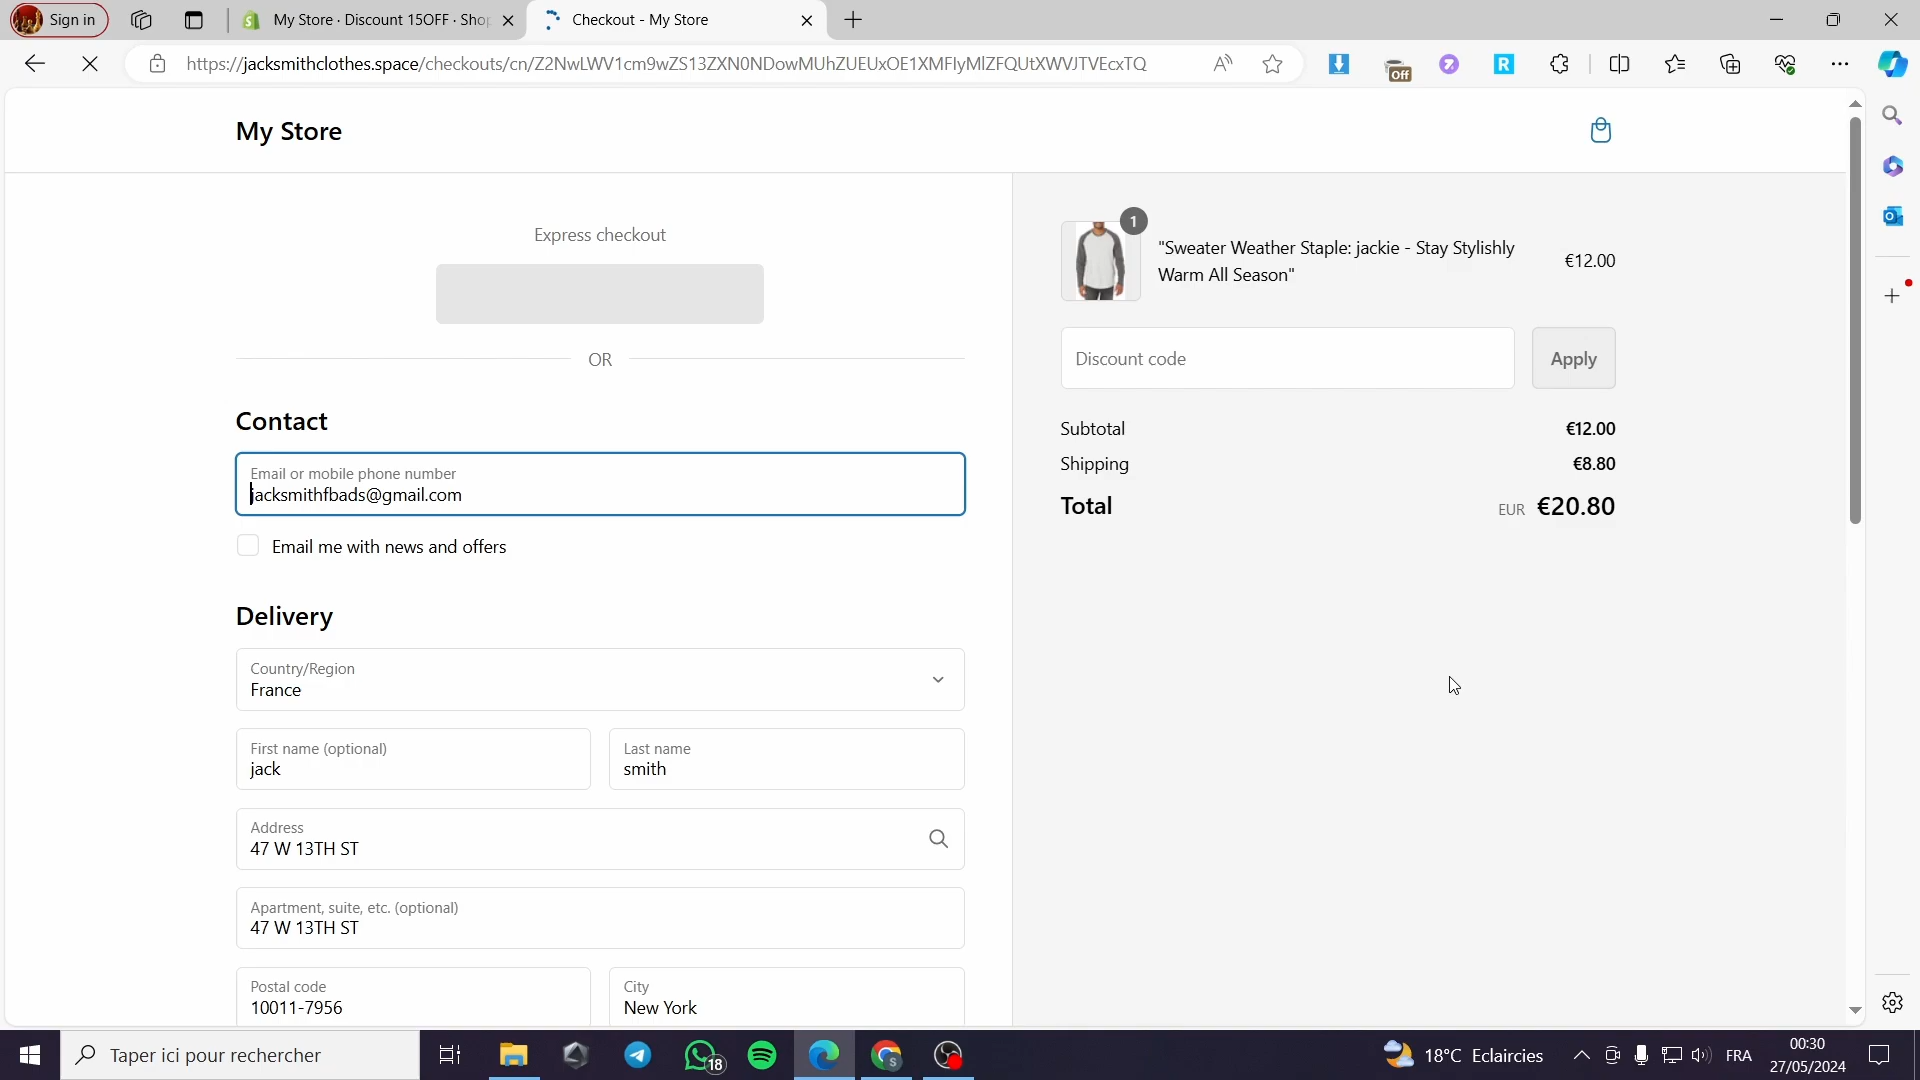 Sign in
My Store · Discount 15OFF · Shop
Checkout - My Store
https://jacksmithclothes.space/checkouts/cn/Z2NwLWV1cm9wZS13ZXN0NDowMUhZUEUxOE1XMFIyMlZFQUtXWVJTVEcxTQ
Off
My Store
Express checkout
OR
Contact
Email or mobile phone number
jacksmithfbads@gmail.com
Email me with news and offers
Delivery
Country/Region
France
First name (optional)
jack
Last name
smith
Address
47 W 13TH ST
Apartment, suite, etc. (optional)
47 W 13TH ST
Postal code
10011-7956
City
New York
1
"Sweater Weather Staple: jackie - Stay Stylishly
Warm All Season"
€12.00
Discount code
Apply
Subtotal
€12.00
Shipping
€8.80
Total
EUR €20.80
Taper ici pour rechercher
18
18°C Eclaircies
FRA
00:30
27/05/2024